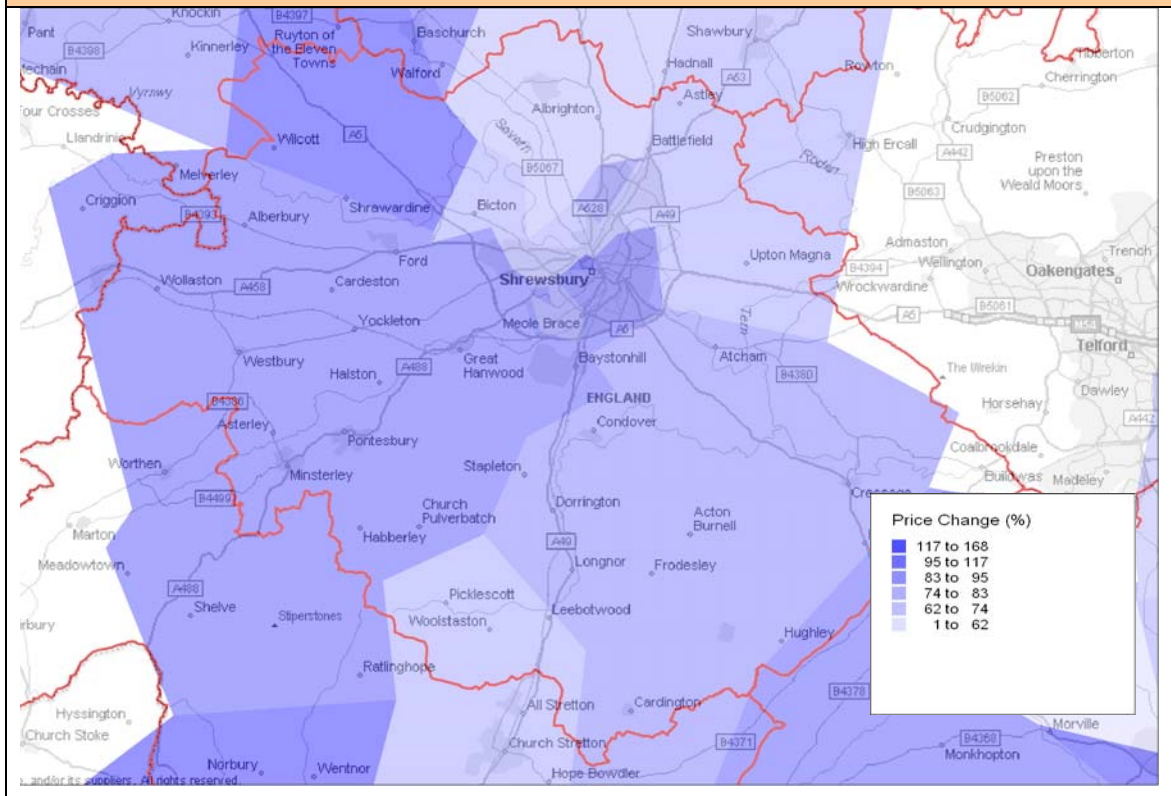 Knockin
B4397
Pant
Ruyton of
the Eleven
Towns
Baschurch
Shawbury
B4398
Kinnerley
Walford
Hadnall
Rowton
A53
Cherrington
Vyrnwy
Astley
B5062
our Crosses
Albrighton
Severn
A5
Crudgington
Llandrinio
Wilcott
Battlefield
High Ercall
A442
B5067
Roden
Preston
upon the
Weald Moors
Melverley
B5063
Criggion
Shrawardine
B4393
Alberbury
Bicton
A528
A49
Admaston
Trench
Ford
Upton Magna
Wellington
B4394
Oakengates
Wollaston
A458
Cardeston
Shrewsbury
Wrockwardine
B5061
Tern
A5
M54
Yockleton
Meole Brace
A5
Telford
Westbury
Great
Hanwood
Baystonhill
Atcham
A488
The Wrekin
Halston
B4380
Dawley
ENGLAND
Horsehay
B4386
Asterley
Pontesbury
Condover
A442
Coalbrookdale
Worthen
Minsterley
Stapleton
Buildwas
Madeley
B4499
Church
Pulverbatch
Dorrington
Acton
Burnell
Marton
Habberley
A49
Meadowtown
Longnor
Frodesley
A488
Picklescott
Shelve
Stiperstones
Woolstaston
Leebotwood
Hughley
Ratlinghope
B4378
Hyssington
All Stretton
Cardington
Church Stoke
Morville
Church Stretton
B4371
B4368
Monkhopton
Norbury
Wentnor
Hope Bowdler
, and/or its suppliers. All rights reserved.
Price Change (%)
117 to 168
95 to 117
83 to 95
74 to 83
62 to 74
1 to 62